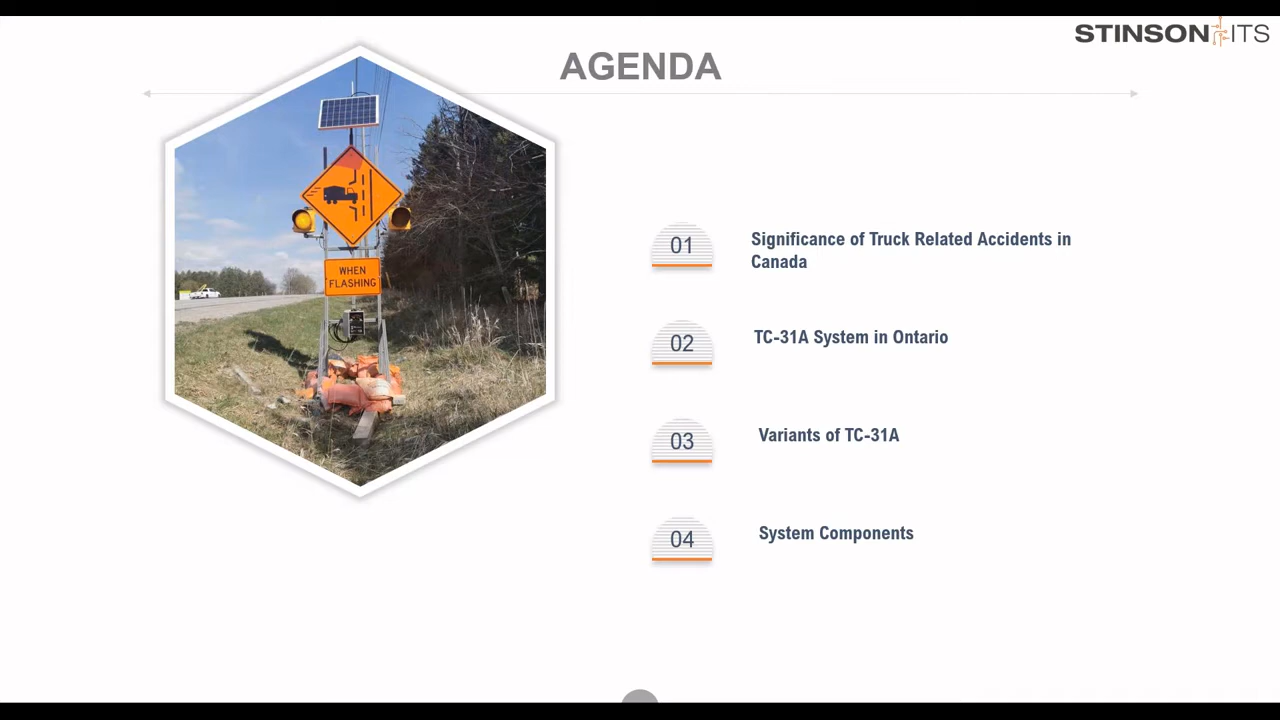 STINSON ITS
AGENDA
WHEN
FLASHING
01
Significance of Truck Related Accidents in
Canada
02
TC-31A System in Ontario
03
Variants of TC-31A
04
System Components